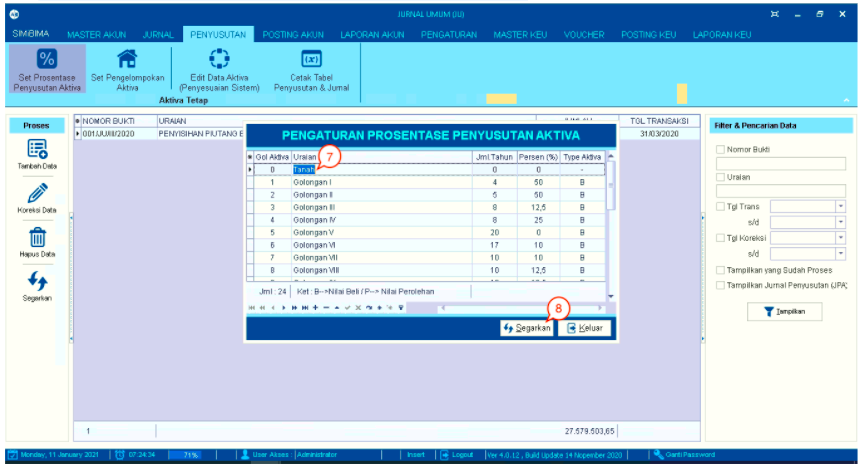 JURNAL UMUM (JU)
SIMBIMA MASTER AKUN JURNAL PENYUSUTAN POSTING AKUN LAPORAN AKUN PENGATURAN MASTER KEU VOUCHER POSTING KEU LAPORAN KEU
Set Prosentase Penyusutan Aktiva
Set Pengelompokan Aktiva
Edit Data Aktiva (Penyesuaian Sistem)
Cetak Tabel Penyusutan & Jurnal
Aktiva Tetap
Proses
Tambah Data
Koreksi Data
Hapus Data
Segarkan
NOMOR BUKTI URAIAN TGL TRANSAKSI
PENYISIHAN PIUTANG 31/03/2020
PENGATURAN PROSENTASE PENYUSUTAN AKTIVA
Gol Aktiva Uraian Jml.Tahun Persen (%) Type Aktiva
0 Tanah 0 0 -
1 Golongan I 4 50 B
2 Golongan II 5 50 B
3 Golongan III 8 12,5 B
4 Golongan IV 8 25 B
5 Golongan V 20 0 B
6 Golongan VI 17 10 B
7 Golongan VII 10 10 B
8 Golongan VIII 10 12,5 B
Jml : 24 Ket : B-->Nilai Beli / P--> Nilai Perolehan
7
8
Segarkan Keluar
1 27.579.503,65
Filter & Pencarian Data
Nomor Bukti
Uraian
Tgl Trans
s/d
Tgl Koreksi
s/d
Tampilkan yang Sudah Proses
Tampilkan Jurnal Penyusutan (JPA)
Tampilkan
Monday, 11 January 2021 07:24:34 71% User Akses : Administrator Insert Logout Ver 4.0.12 , Build Update 14 Nopember 2020 Ganti Password